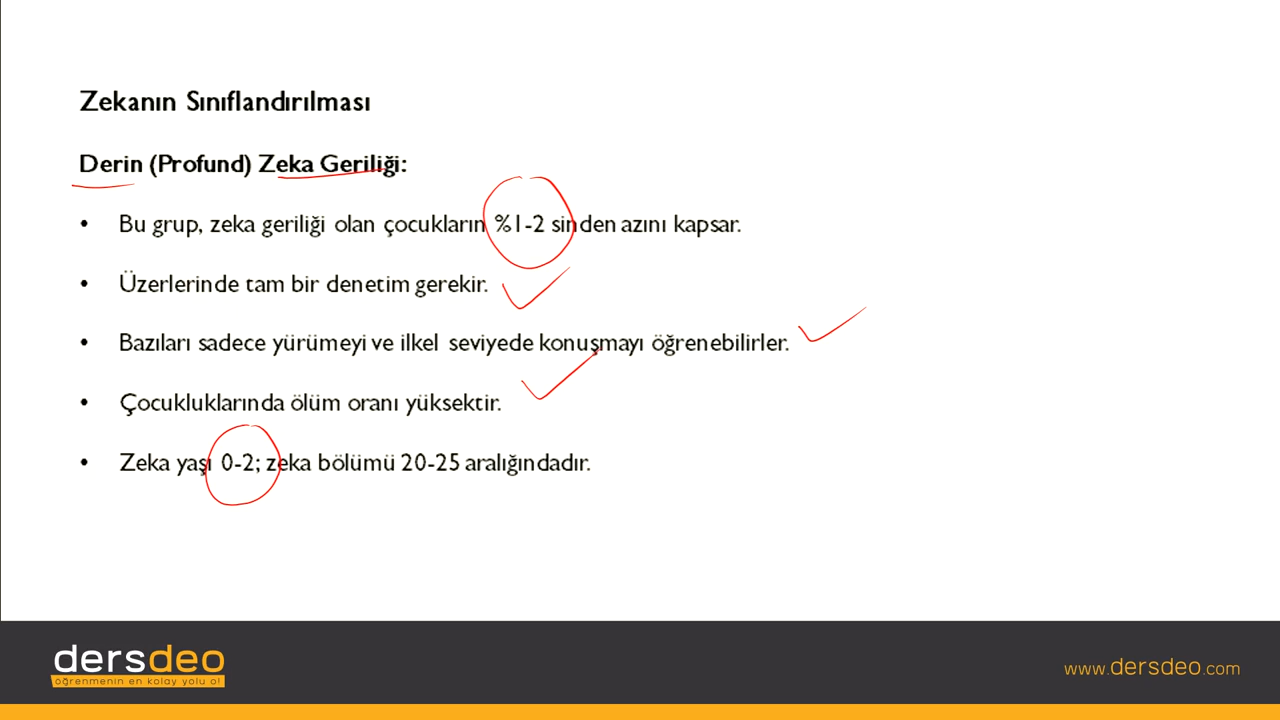 Zekanın Sınıflandırılması
Derin (Profund) Zeka Geriliği:
• Bu grup, zeka geriliği olan çocukların %1-2 sinden azını kapsar.
• Üzerlerinde tam bir denetim gerekir.
• Bazıları sadece yürümeyi ve ilkel seviyede konuşmayı öğrenebilirler.
• Çocukluklarında ölüm oranı yüksektir.
• Zeka yaşı 0-2; zeka bölümü 20-25 aralığındadır.
dersdeo
öğrenmenin en kolay yolu o!
www.dersdeo.com